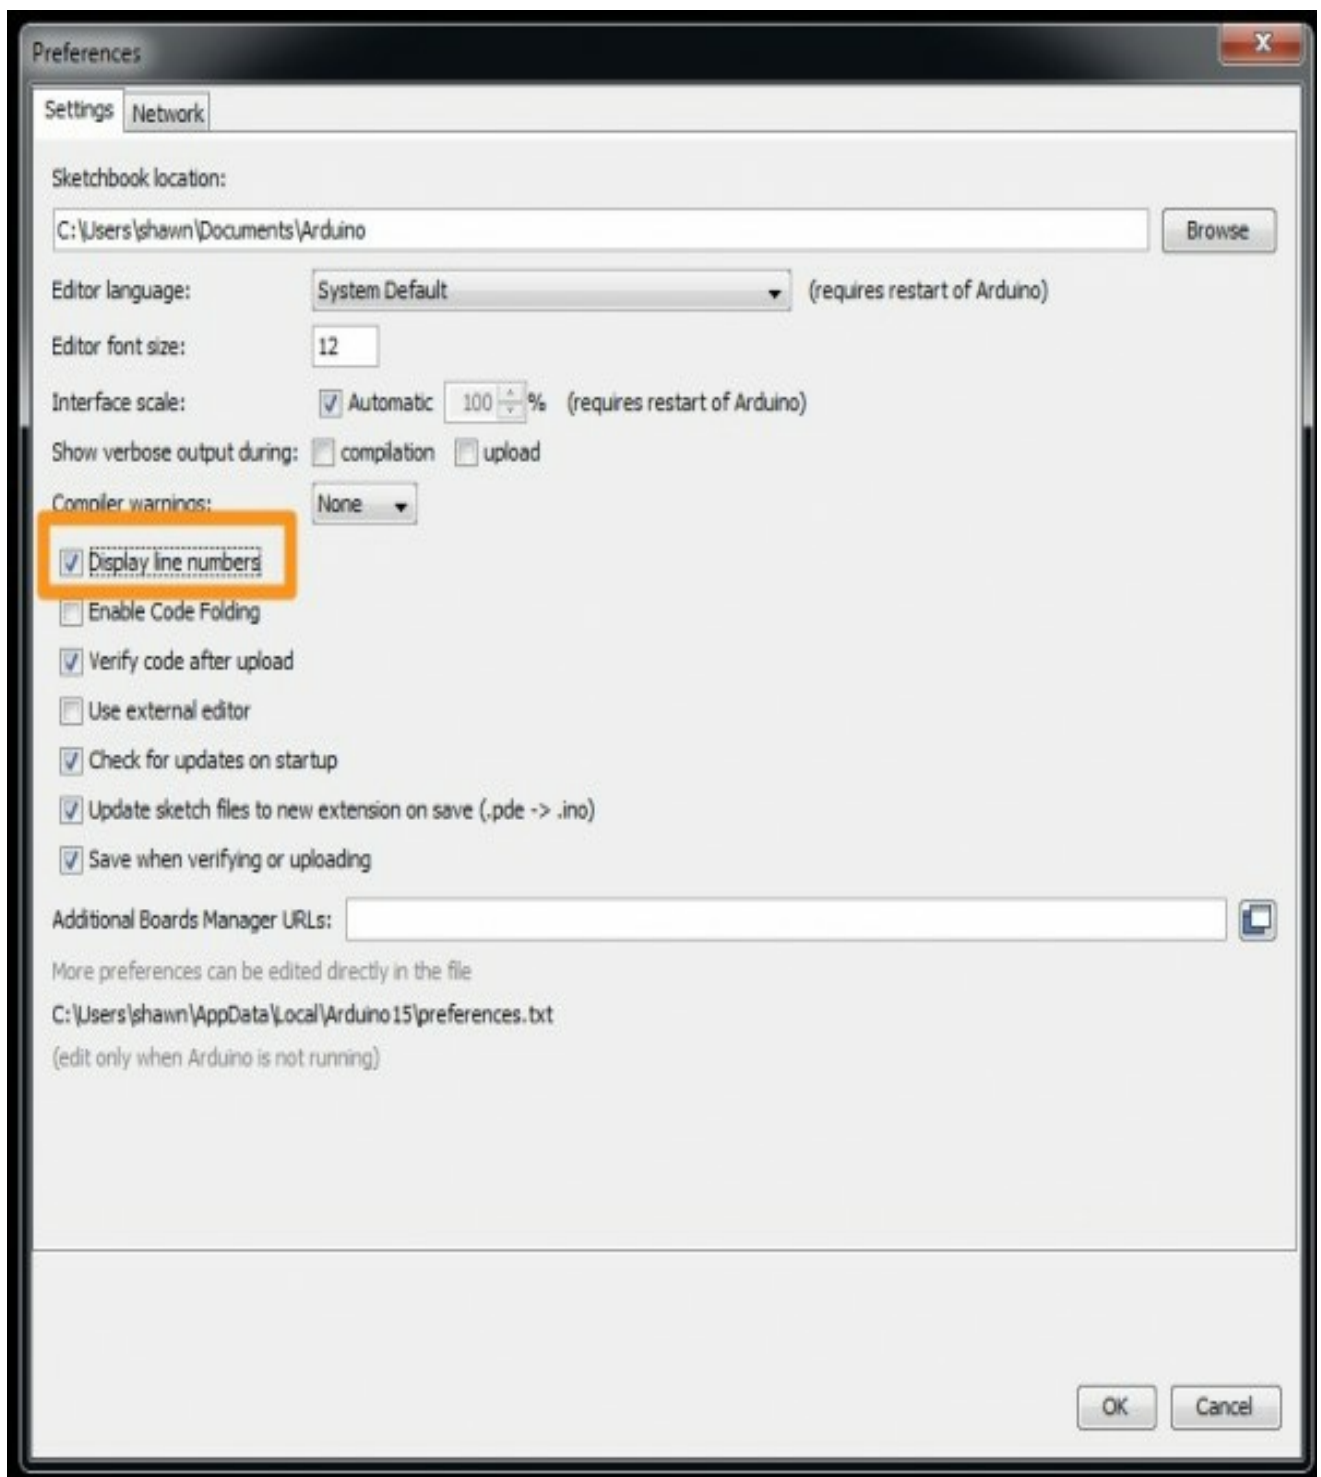 Preferences
X
Settings Network
Sketchbook location:
C:\Users\shawn\Documents\Arduino Browse
Editor language: System Default (requires restart of Arduino)
Editor font size: 12
Interface scale: Automatic 100 % (requires restart of Arduino)
Show verbose output during: compilation upload
Compiler warnings: None
Display line numbers
Enable Code Folding
Verify code after upload
Use external editor
Check for updates on startup
Update sketch files to new extension on save (.pde -> .ino)
Save when verifying or uploading
Additional Boards Manager URLs:
More preferences can be edited directly in the file
C:\Users\shawn\AppData\Local\Arduino15\preferences.txt
(edit only when Arduino is not running)
OK Cancel